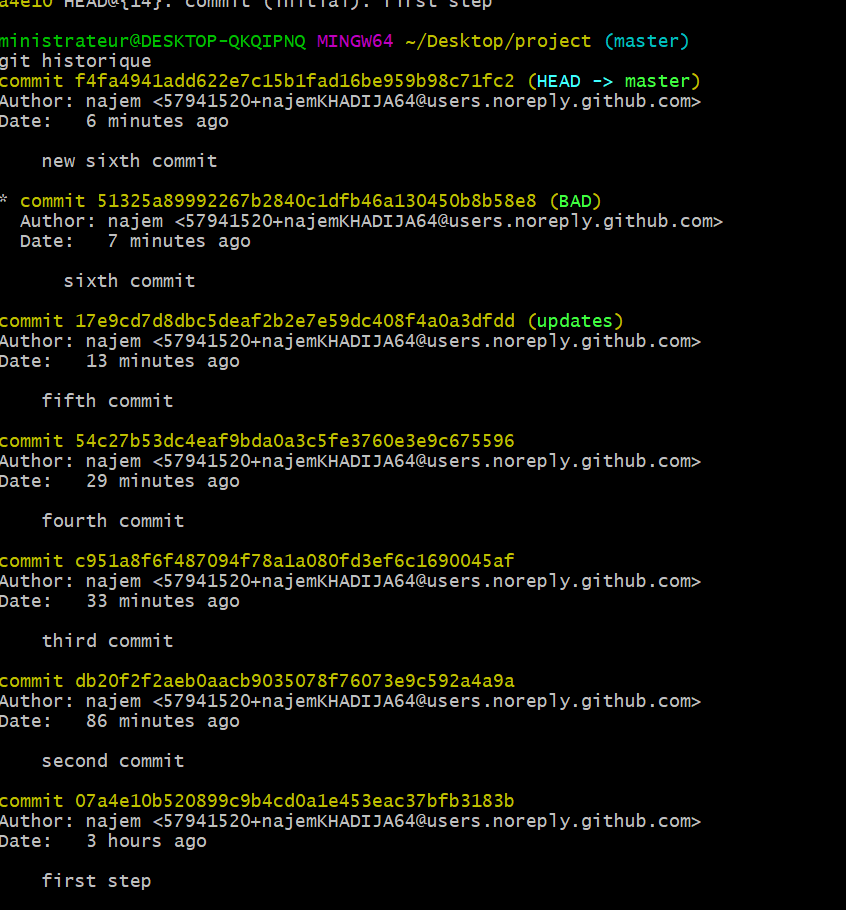 a4e10 HEAD@{14}: commit (initial): first step
ministrateur@DESKTOP-QKQIPNQ MINGW64 ~/Desktop/project (master)
git historique
commit f4fa4941add622e7c15b1fad16be959b98c71fc2 (HEAD -> master)
Author: najem <57941520+najemKHADIJA64@users.noreply.github.com>
Date:   6 minutes ago
new sixth commit
* commit 51325a89992267b2840c1dfb46a130450b8b58e8 (BAD)
Author: najem <57941520+najemKHADIJA64@users.noreply.github.com>
Date:   7 minutes ago
sixth commit
commit 17e9cd7d8dbc5deaf2b2e7e59dc408f4a0a3dfdd (updates)
Author: najem <57941520+najemKHADIJA64@users.noreply.github.com>
Date:   13 minutes ago
fifth commit
commit 54c27b53dc4eaf9bda0a3c5fe3760e3e9c675596
Author: najem <57941520+najemKHADIJA64@users.noreply.github.com>
Date:   29 minutes ago
fourth commit
commit c951a8f6f487094f78a1a080fd3ef6c1690045af
Author: najem <57941520+najemKHADIJA64@users.noreply.github.com>
Date:   33 minutes ago
third commit
commit db20f2f2aeb0aacb9035078f76073e9c592a4a9a
Author: najem <57941520+najemKHADIJA64@users.noreply.github.com>
Date:   86 minutes ago
second commit
commit 07a4e10b520899c9b4cd0a1e453eac37bfb3183b
Author: najem <57941520+najemKHADIJA64@users.noreply.github.com>
Date:   3 hours ago
first step